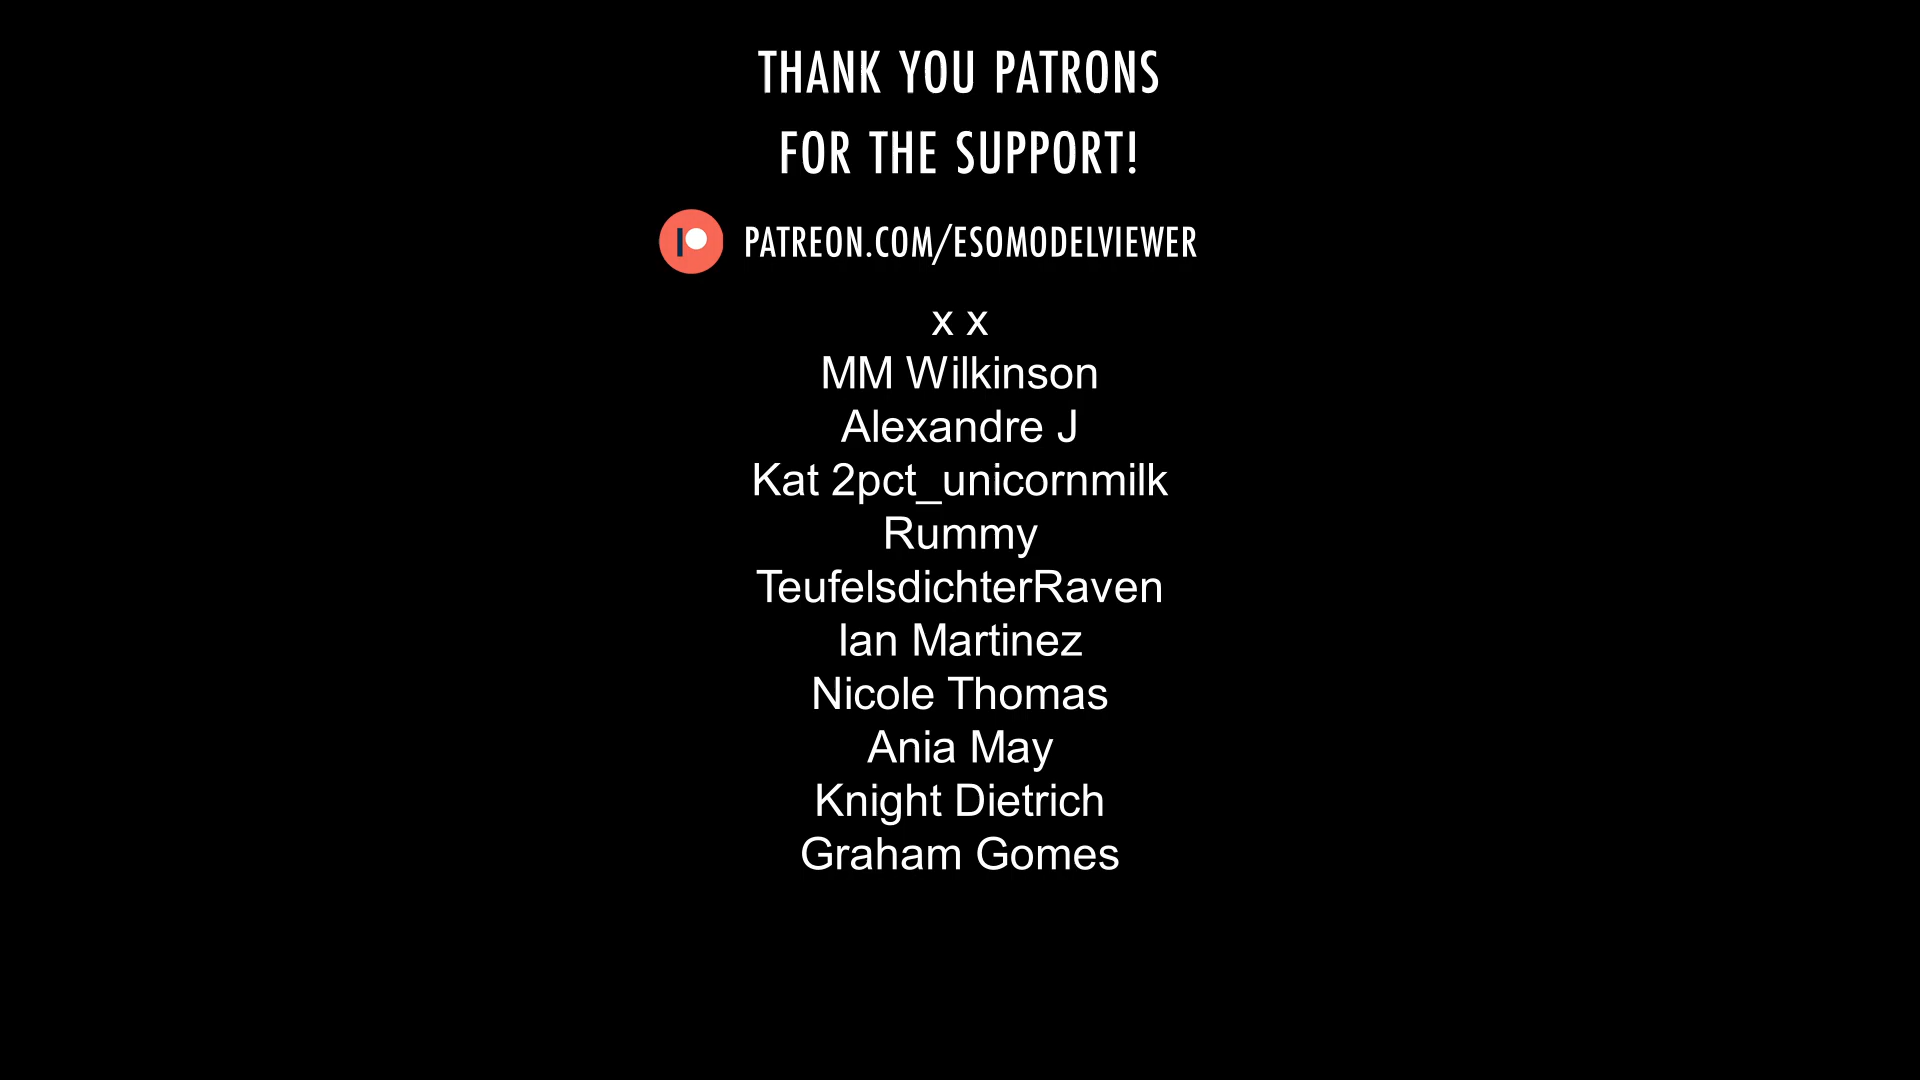 THANK YOU PATRONS
FOR THE SUPPORT!
PATREON.COM/ESOMODELVIEWER
x x
MM Wilkinson
Alexandre J
Kat 2pct_unicornmilk
Rummy
TeufelsdichterRaven
Ian Martinez
Nicole Thomas
Ania May
Knight Dietrich
Graham Gomes